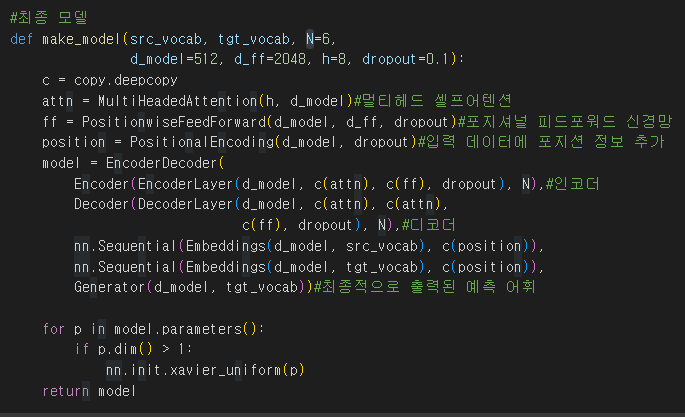 #최종 모델
def make_model(src_vocab, tgt_vocab, N=6,
               d_model=512, d_ff=2048, h=8, dropout=0.1):
    c = copy.deepcopy
    attn = MultiHeadedAttention(h, d_model)#멀티헤드 셀프어텐션
    ff = PositionwiseFeedForward(d_model, d_ff, dropout)#포지셔널 피드포워드 신경망
    position = PositionalEncoding(d_model, dropout)#입력 데이터에 포지션 정보 추가
    model = EncoderDecoder(
        Encoder(EncoderLayer(d_model, c(attn), c(ff), dropout), N),#인코더
        Decoder(DecoderLayer(d_model, c(attn), c(attn),
                             c(ff), dropout), N),#디코더
        nn.Sequential(Embeddings(d_model, src_vocab), c(position)),
        nn.Sequential(Embeddings(d_model, tgt_vocab), c(position)),
        Generator(d_model, tgt_vocab))#최종적으로 출력된 예측 어휘

    for p in model.parameters():
        if p.dim() > 1:
            nn.init.xavier_uniform(p)
    return model